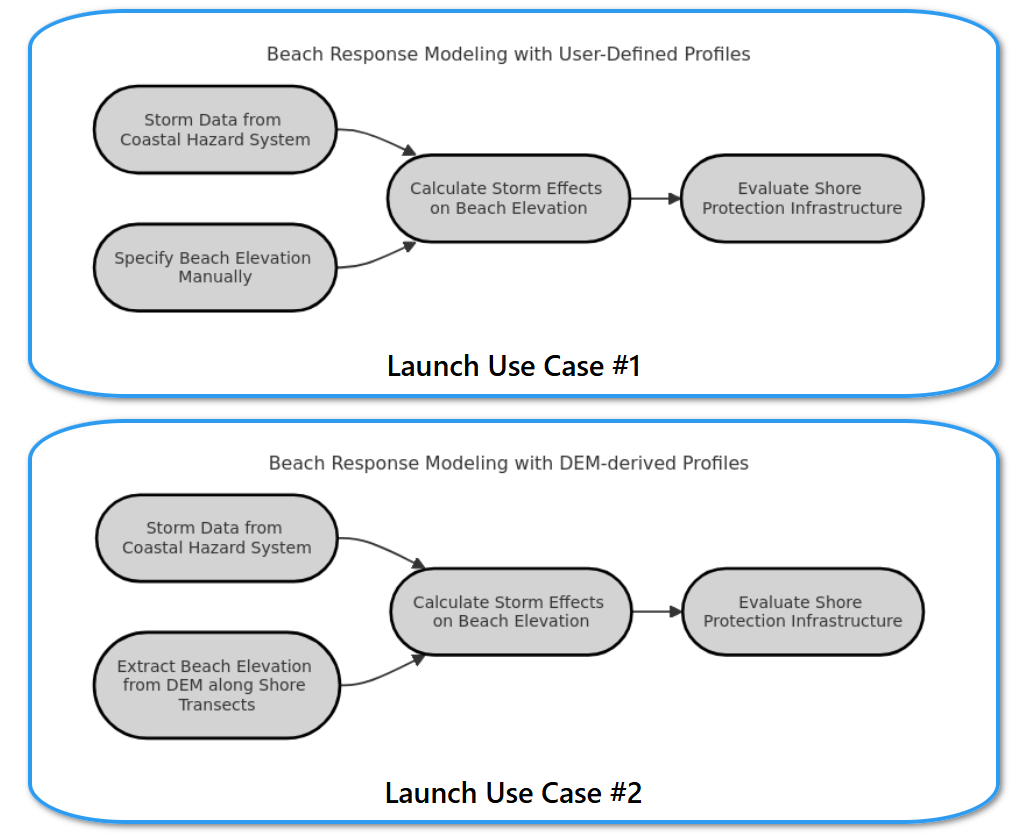 Beach Response Modeling with User-Defined Profiles
Storm Data from
Coastal Hazard System
Specify Beach Elevation
Manually
Calculate Storm Effects
on Beach Elevation
Evaluate Shore
Protection Infrastructure
Launch Use Case #1
Beach Response Modeling with DEM-derived Profiles
Storm Data from
Coastal Hazard System
Extract Beach Elevation
from DEM along Shore
Transects
Calculate Storm Effects
on Beach Elevation
Evaluate Shore
Protection Infrastructure
Launch Use Case #2